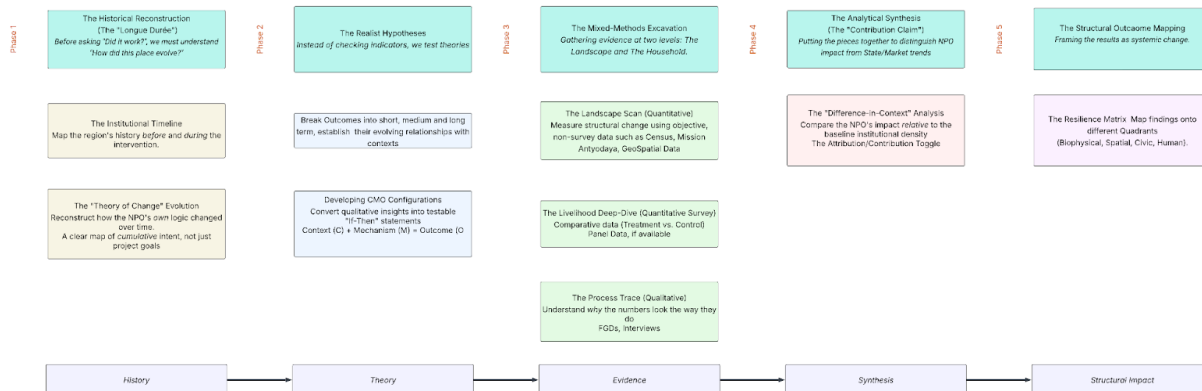 Phase 1
The Historical Reconstruction
(The "Longue Durée")
Before asking "Did it work?", we must understand
"How did this place evolve?"
The Institutional Timeline
Map the region's history before and during the
intervention.
The "Theory of Change" Evolution
Reconstruct how the NPO's own logic changed
over time.
A clear map of cumulative intent, not just
project goals
History
Phase 2
The Realist Hypotheses
Instead of checking indicators, we test theories
Break Outcomes into short, medium and long
term, establish their evolving relationships with
contexts
Developing CMO Configurations
Convert qualitative insights into testable
"If-Then" statements
Context (C) + Mechanism (M) = Outcome (O
Theory
Phase 3
The Mixed-Methods Excavation
Gathering evidence at two levels: The
Landscape and The Household.
The Landscape Scan (Quantitative)
Measure structural change using objective,
non-survey data such as Census, Mission
Antyodaya, GeoSpatial Data
The Livelihood Deep-Dive (Quantitative Survey)
Comparative data (Treatment vs. Control)
Panel Data, if available
The Process Trace (Qualitative)
Understand why the numbers look the way they
do
FGDs, Interviews
Evidence
Phase 4
The Analytical Synthesis
(The "Contribution Claim")
Putting the pieces together to distinguish NPO
impact from State/Market trends
The "Difference-in-Context" Analysis
Compare the NPO's impact relative to the
baseline institutional density
The Attribution/Contribution Toggle
Synthesis
Phase 5
The Structural Outcaome Mapping
Framing the results as systemic change.
The Resilience Matrix Map findings onto
different Quadrants
(Biophysical, Spatial, Civic, Human).
Structural Impact